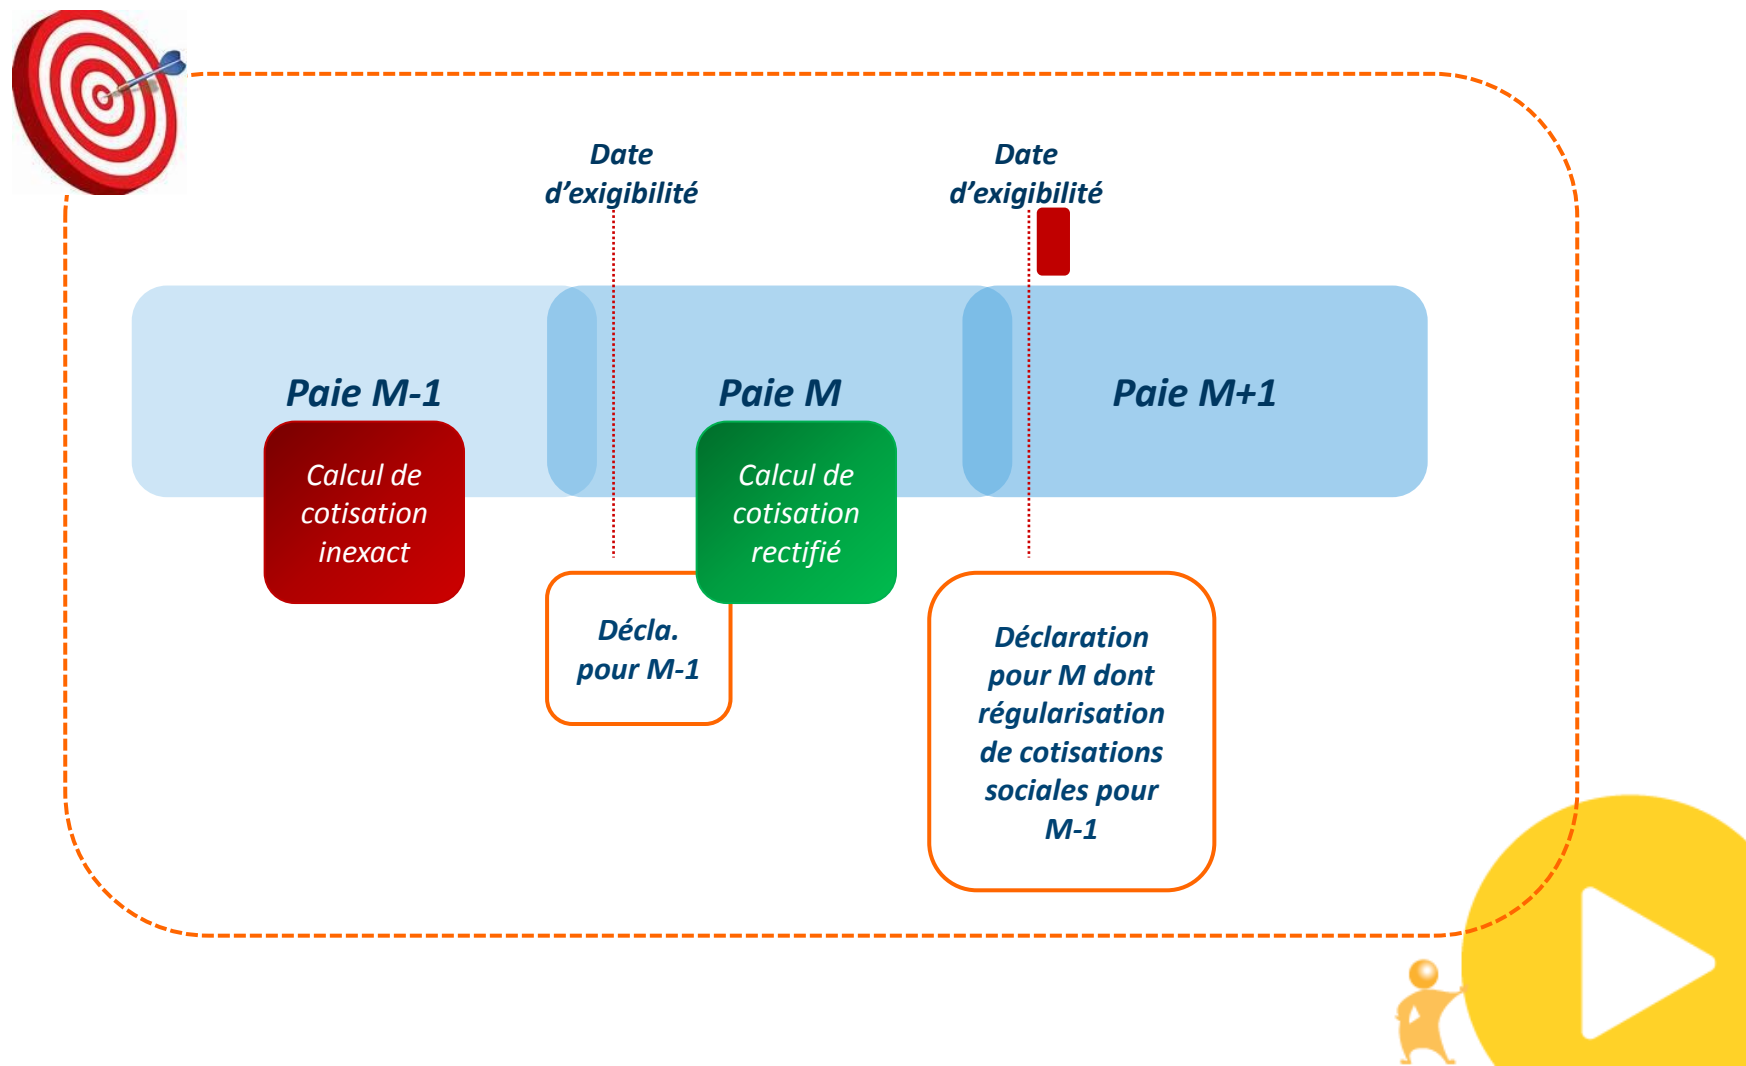 Date
d’exigibilité
Date
d’exigibilité
Paie M-1
Paie M
Paie M+1
Calcul de
cotisation
inexact
Calcul de
cotisation
rectifié
Décla.
pour M-1
Déclaration
pour M dont
régularisation
de cotisations
sociales pour
M-1